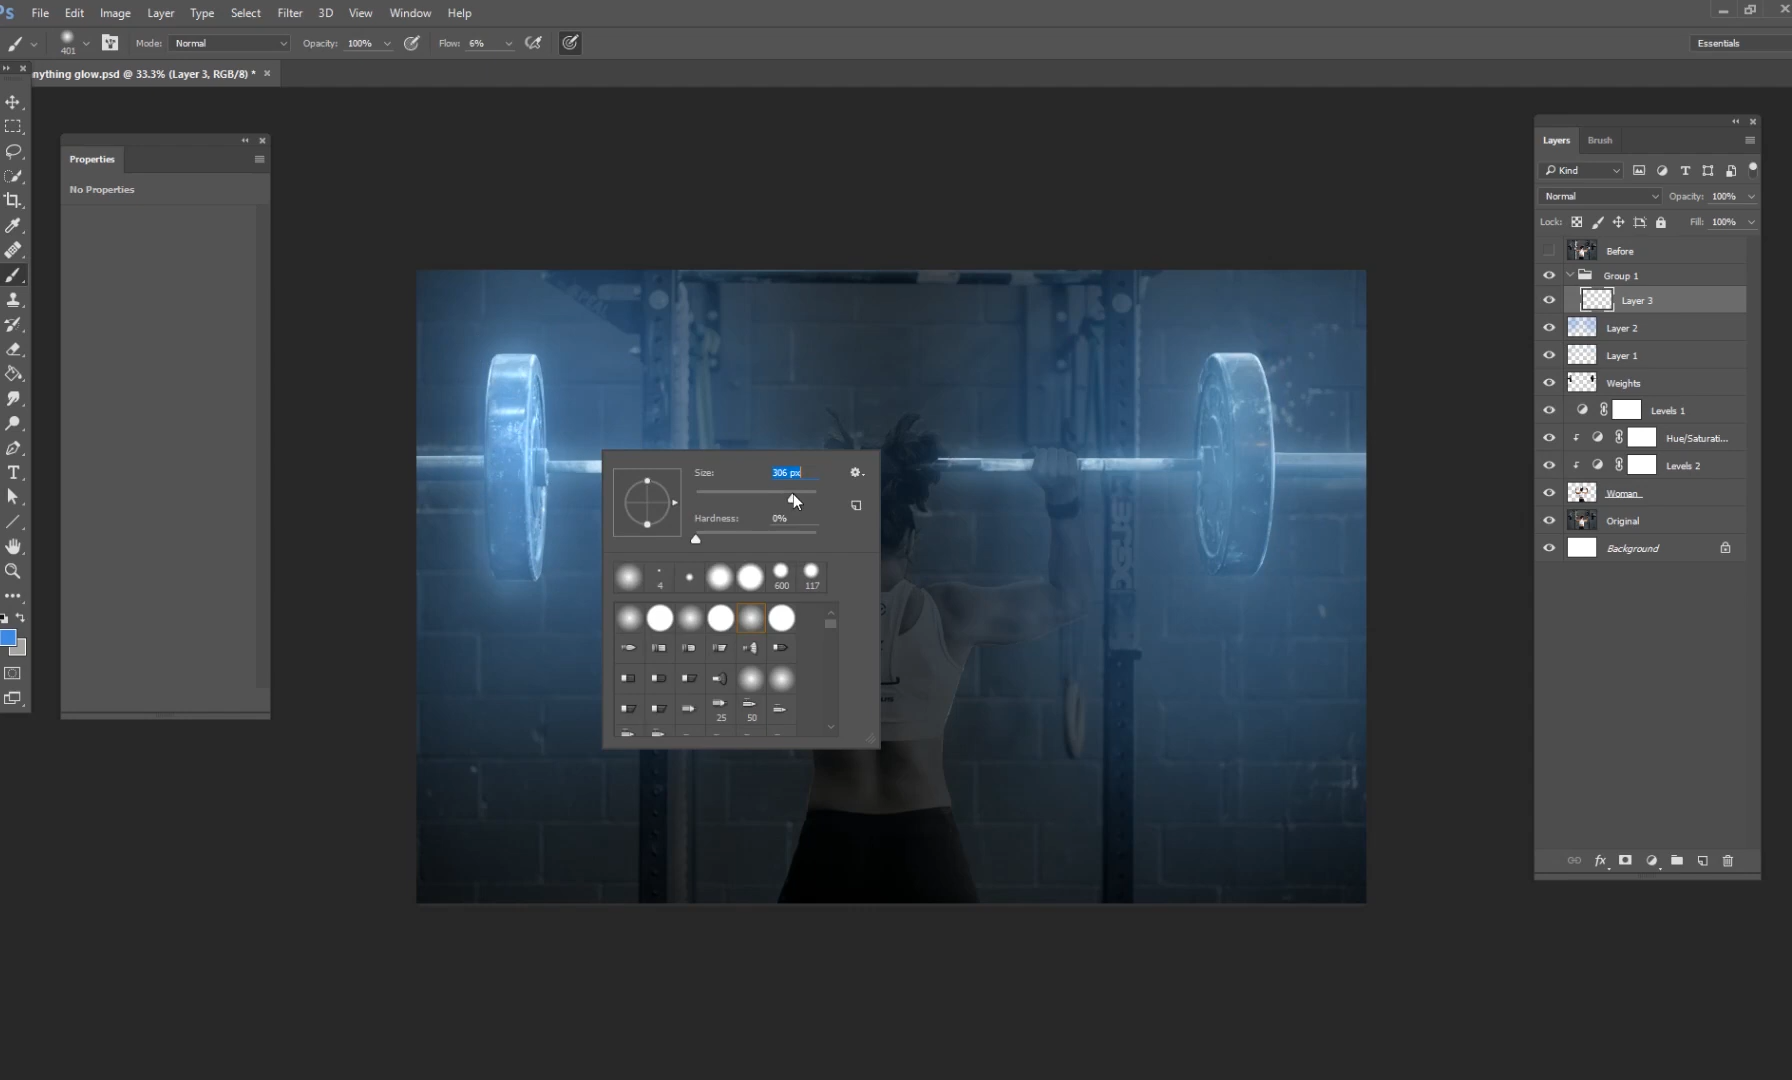 Ps File Edit Image Layer Type Select Filter 3D View Window Help
401 Mode: Normal Opacity: 100% Flow: 6% Essentials
nything glow.psd @ 33.3% (Layer 3, RGB/8) *
Properties
No Properties
Size: 306 px
Hardness: 0%
4 600 117
25 50
Layers Brush
Kind
Normal Opacity: 100%
Lock: Fill: 100%
Before
Group 1
Layer 3
Layer 2
Layer 1
Weights
Levels 1
Hue/Saturati...
Levels 2
Woman
Original
Background
fx